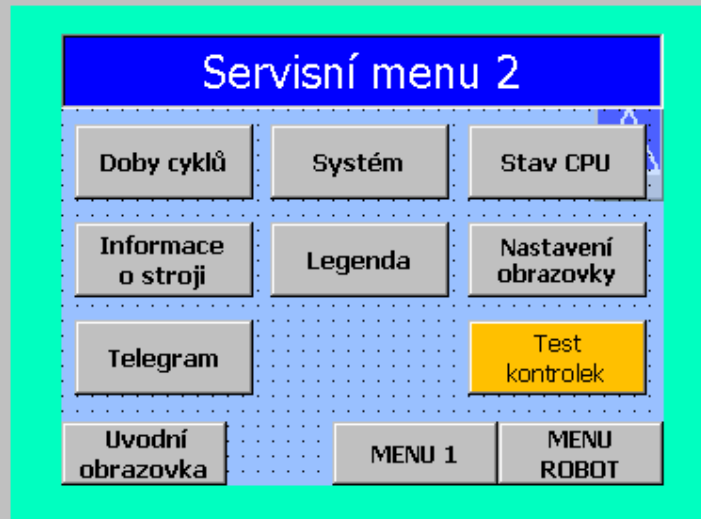 Servisní menu 2
Doby cyklů
Systém
Stav CPU
Informace
o stroji
Legenda
Nastavení
obrazovky
Telegram
Test
kontrolek
Uvodní
obrazovka
MENU 1
MENU
ROBOT